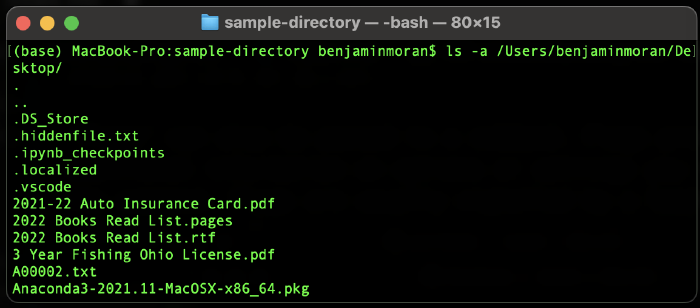 sample-directory — -bash — 80×15
(base) MacBook-Pro:sample-directory benjaminmoran$ ls -a /Users/benjaminmoran/De
sktop/
.
..
.DS_Store
.hiddenfile.txt
.ipynb_checkpoints
.localized
.vscode
2021-22 Auto Insurance Card.pdf
2022 Books Read List.pages
2022 Books Read List.rtf
3 Year Fishing Ohio License.pdf
A00002.txt
Anaconda3-2021.11-MacOSX-x86_64.pkg